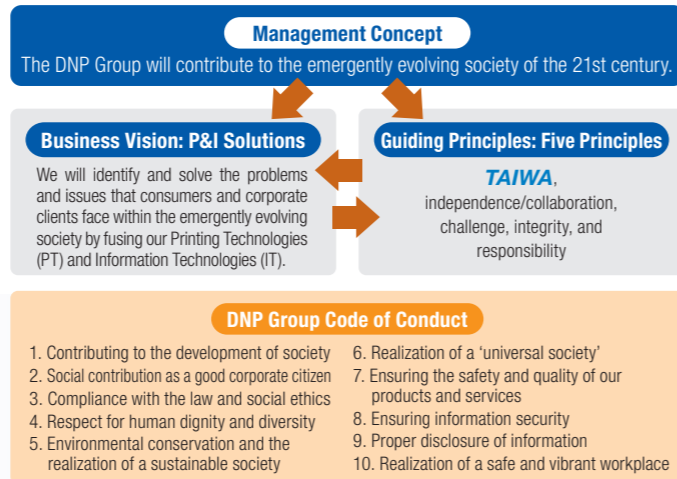 Management Concept
The DNP Group will contribute to the emergently evolving society of the 21st century.
Business Vision: P&I Solutions
We will identify and solve the problems
and issues that consumers and corporate
clients face within the emergently evolving
society by fusing our Printing Technologies
(PT) and Information Technologies (IT).
Guiding Principles: Five Principles
TAIWA,
independence/collaboration,
challenge, integrity, and
responsibility
DNP Group Code of Conduct
1. Contributing to the development of society
2. Social contribution as a good corporate citizen
3. Compliance with the law and social ethics
4. Respect for human dignity and diversity
5. Environmental conservation and the
realization of a sustainable society
6. Realization of a ‘universal society’
7. Ensuring the safety and quality of our
products and services
8. Ensuring information security
9. Proper disclosure of information
10. Realization of a safe and vibrant workplace